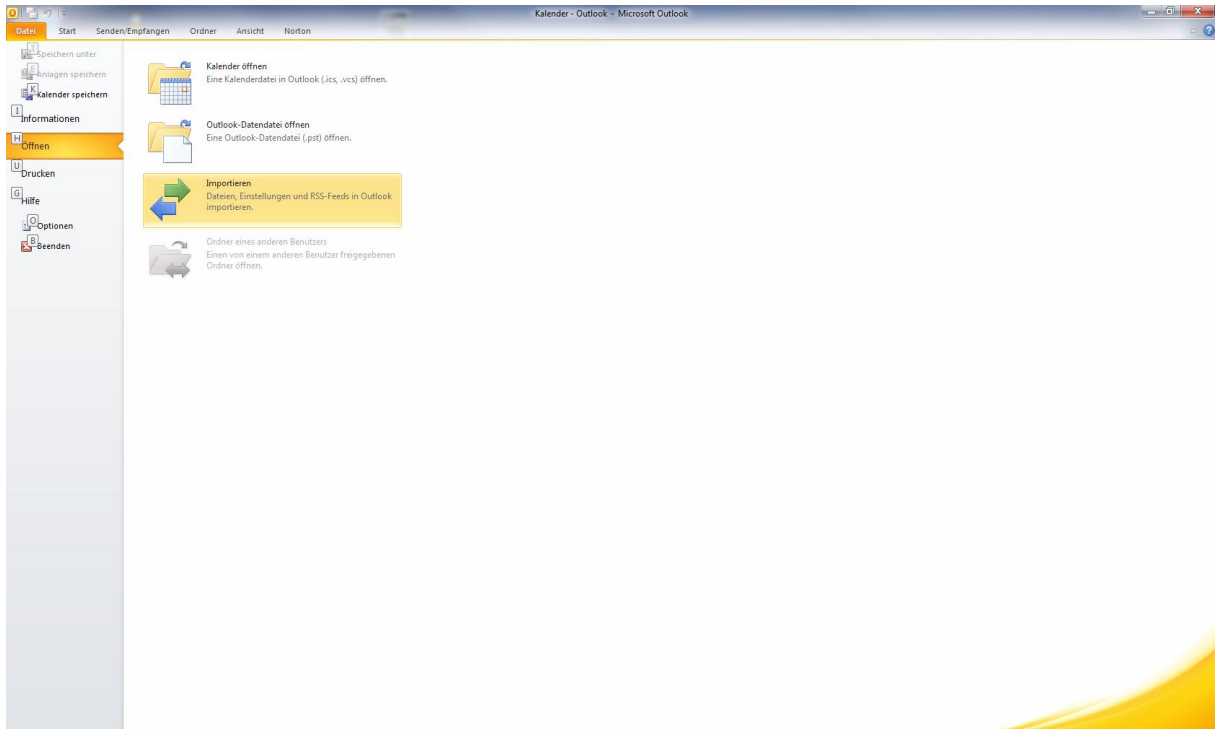 Kalender - Outlook - Microsoft Outlook
Datei Start Senden/Empfangen Ordner Ansicht Norton
Speichern unter
Anlagen speichern
K
Kalender speichern
I
Informationen
H
Öffnen
U
Drucken
G
Hilfe
O
Optionen
B
Beenden
Kalender öffnen
Eine Kalenderdatei in Outlook (.ics, .vcs) öffnen.
Outlook-Datendatei öffnen
Eine Outlook-Datendatei (.pst) öffnen.
Importieren
Dateien, Einstellungen und RSS-Feeds in Outlook
importieren.
Ordner eines anderen Benutzers
Einen von einem anderen Benutzer freigegebenen
Ordner öffnen.